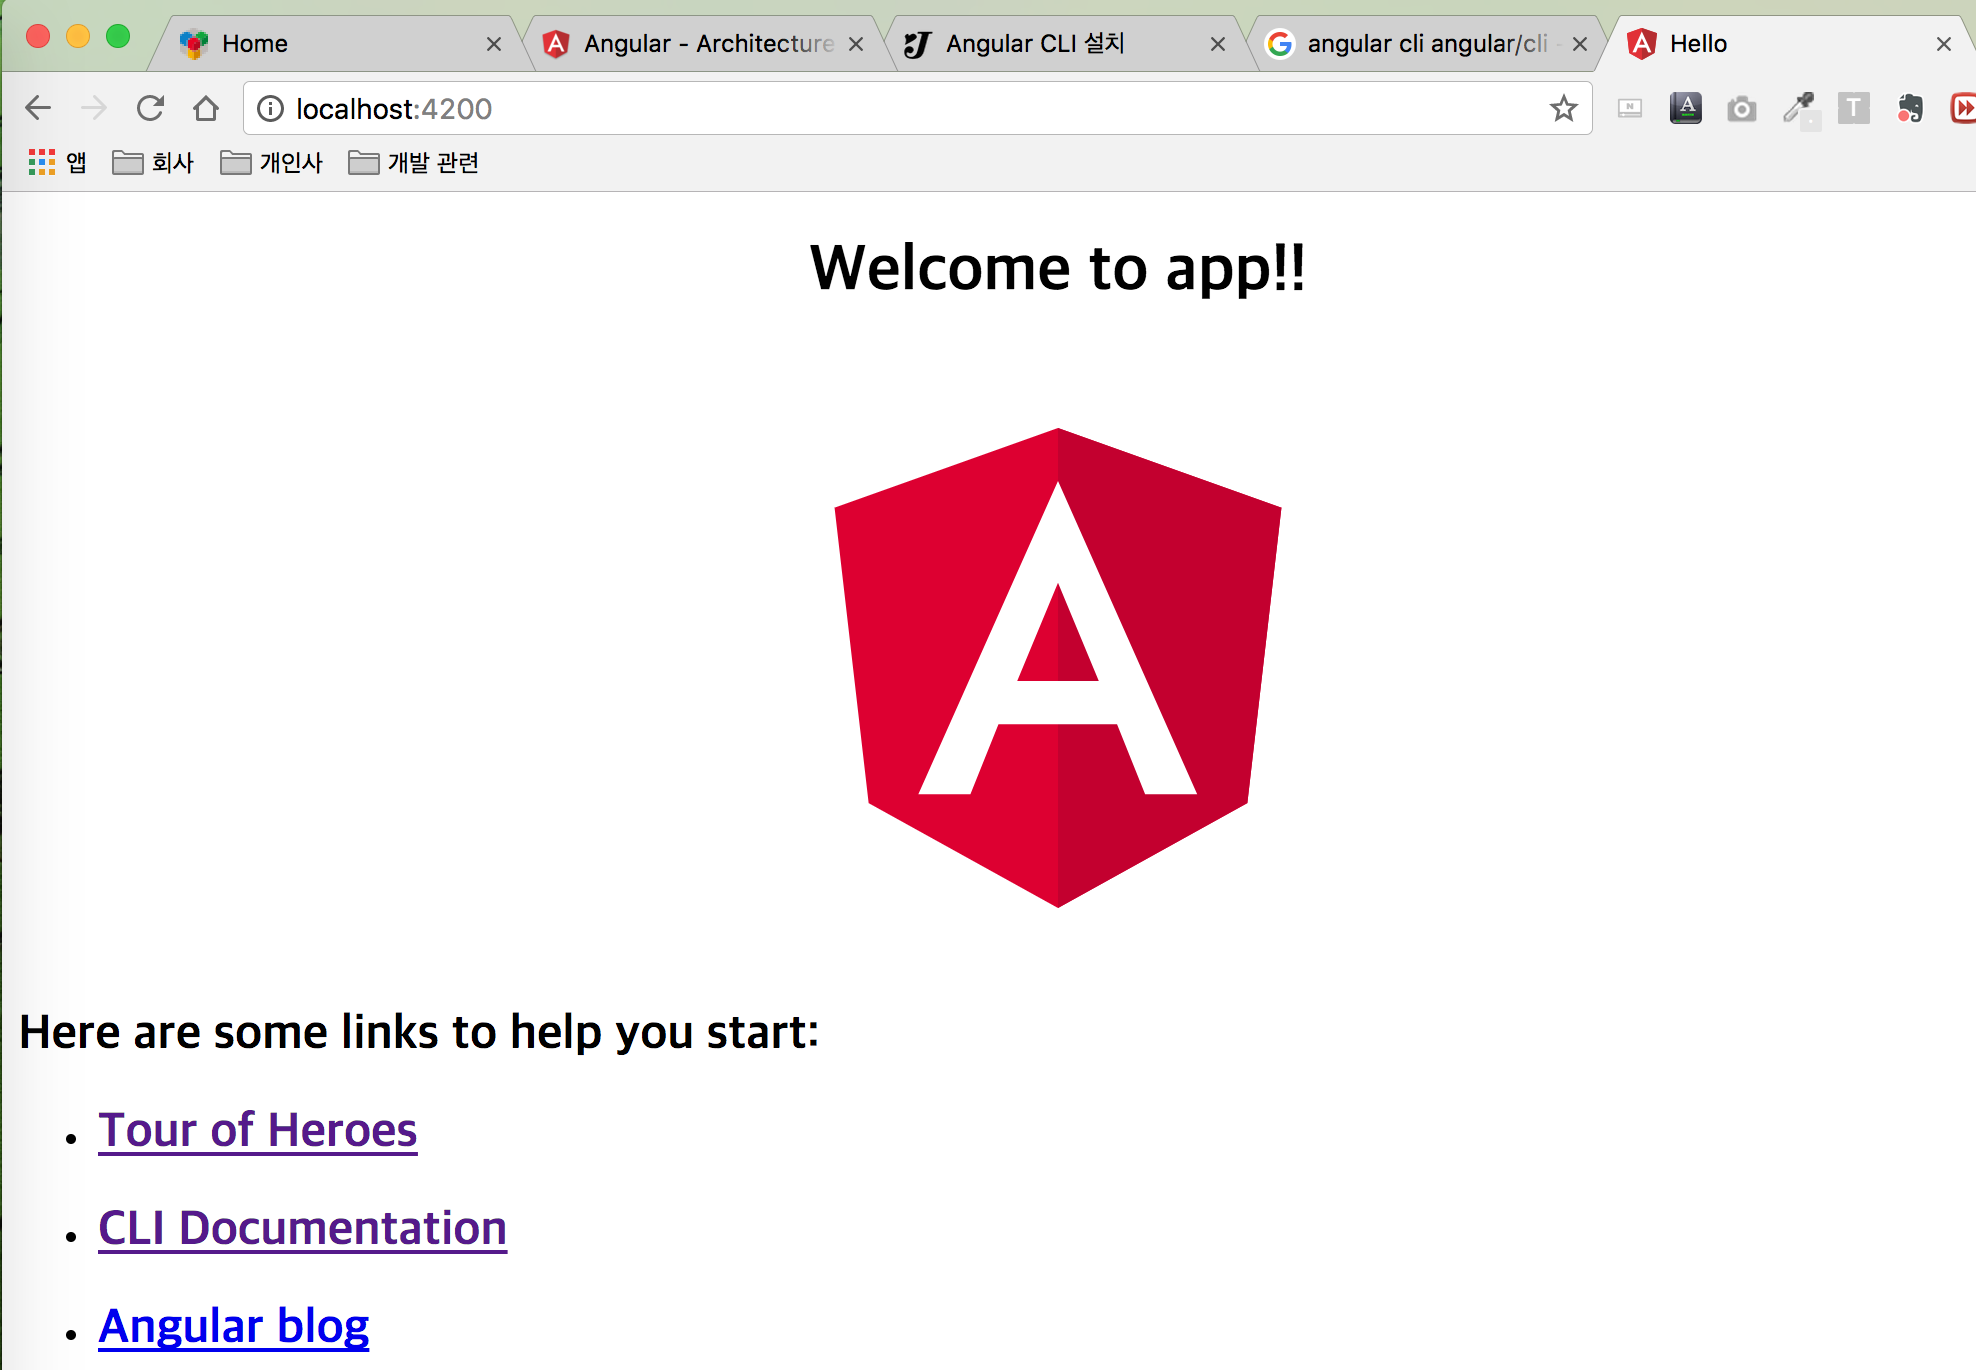 Home
Angular - Architecture
Angular CLI 설치
angular cli angular/cli -
Hello
localhost:4200
앱
회사
개인사
개발 관련
Welcome to app!!
A
Here are some links to help you start:
Tour of Heroes
CLI Documentation
Angular blog